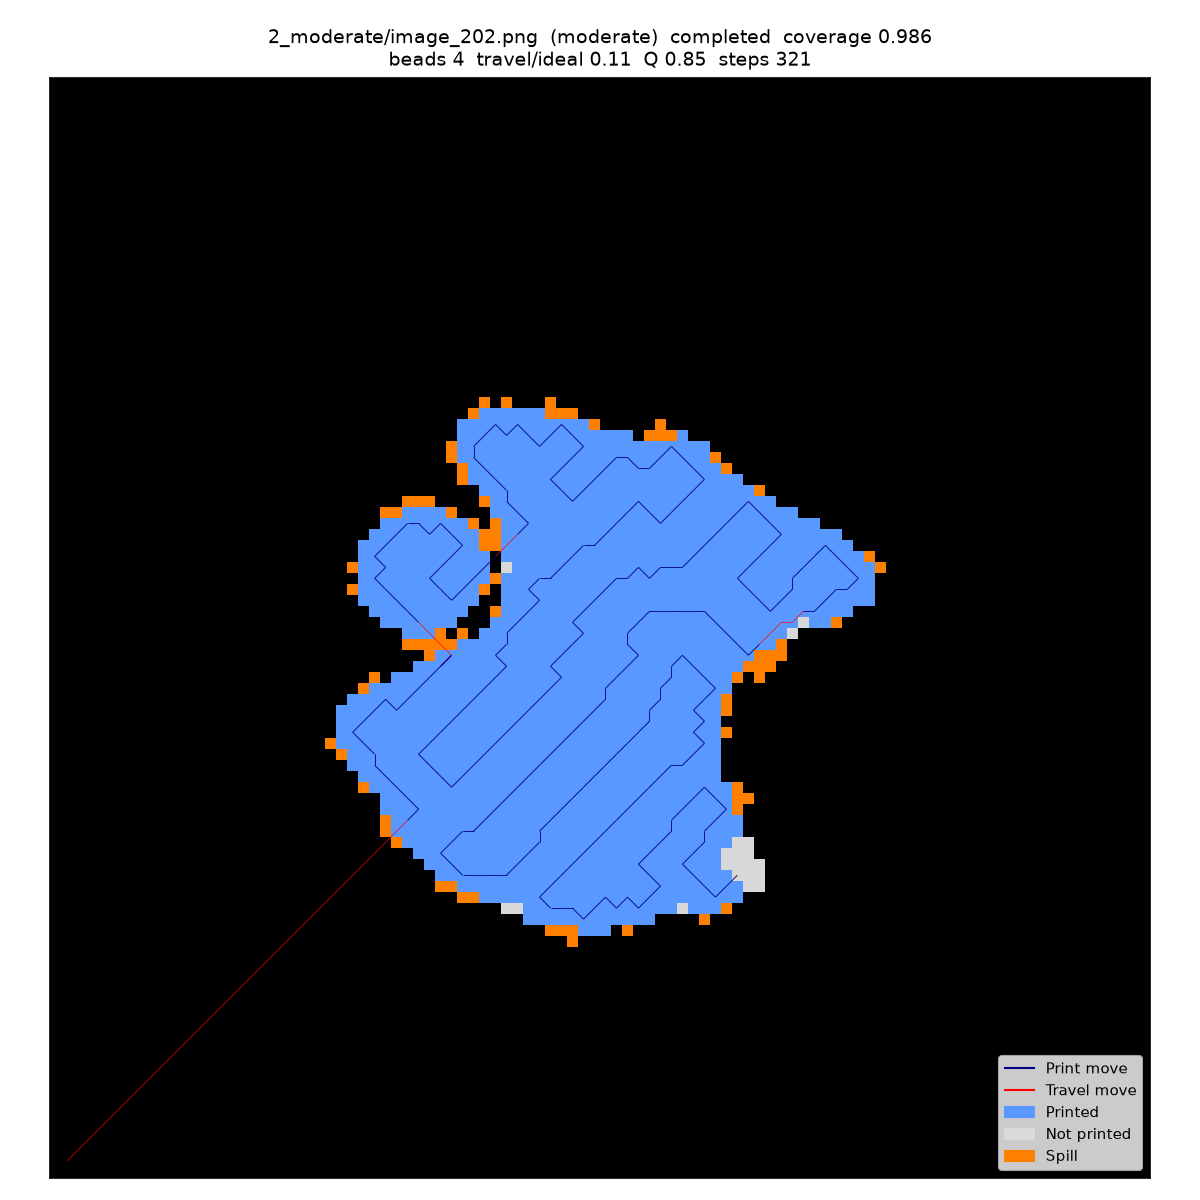 2_moderate/image_202.png  (moderate)  completed  coverage 0.986
beads 4  travel/ideal 0.11  Q 0.85  steps 321
Print move
Travel move
Printed
Not printed
Spill